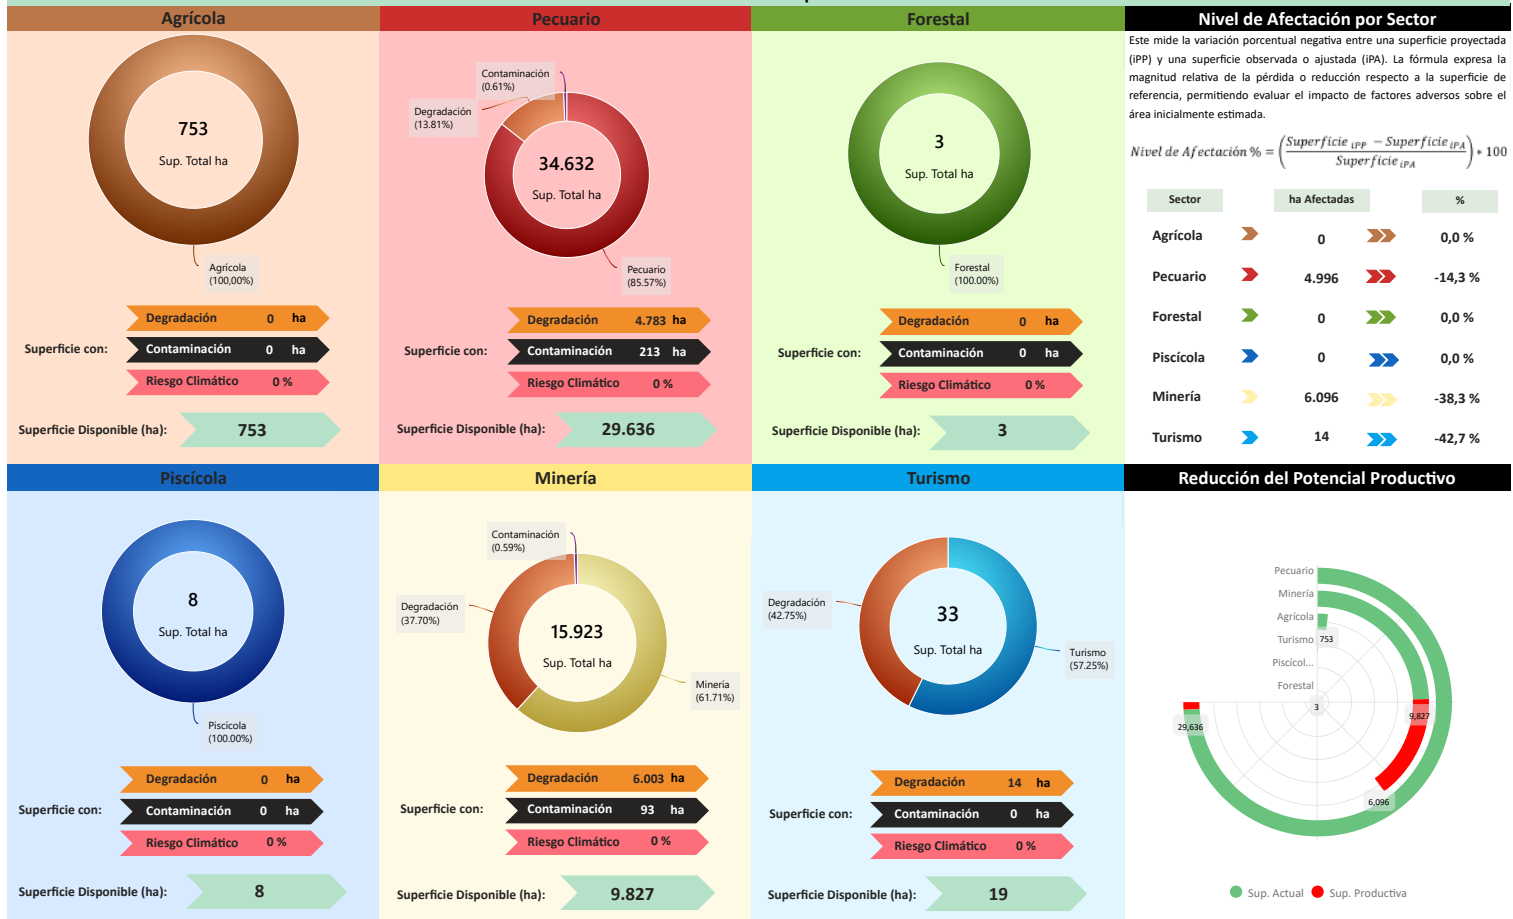 Agrícola
753
Sup. Total ha
Agrícola
(100,00%)
Superficie con:
Degradación 0 ha
Contaminación 0 ha
Riesgo Climático 0 %
Superficie Disponible (ha): 753
Pecuario
Contaminación
(0.61%)
Degradación
(13.81%)
34.632
Sup. Total ha
Pecuario
(85.57%)
Superficie con:
Degradación 4.783 ha
Contaminación 213 ha
Riesgo Climático 0 %
Superficie Disponible (ha): 29.636
Forestal
3
Sup. Total ha
Forestal
(100.00%)
Superficie con:
Degradación 0 ha
Contaminación 0 ha
Riesgo Climático 0 %
Superficie Disponible (ha): 3
Nivel de Afectación por Sector
Este mide la variación porcentual negativa entre una superficie proyectada
(iPP) y una superficie observada o ajustada (iPA). La fórmula expresa la
magnitud relativa de la pérdida o reducción respecto a la superficie de
referencia, permitiendo evaluar el impacto de factores adversos sobre el
área inicialmente estimada.
Nivel de Afectación % = (Superficie iPP − Superficie iPA / Superficie iPA) * 100
Sector ha Afectadas %
Agrícola 0 0,0 %
Pecuario 4.996 -14,3 %
Forestal 0 0,0 %
Piscícola 0 0,0 %
Minería 6.096 -38,3 %
Turismo 14 -42,7 %
Piscícola
8
Sup. Total ha
Piscícola
(100.00%)
Superficie con:
Degradación 0 ha
Contaminación 0 ha
Riesgo Climático 0 %
Superficie Disponible (ha): 8
Minería
Contaminación
(0.59%)
Degradación
(37.70%)
15.923
Sup. Total ha
Minería
(61.71%)
Superficie con:
Degradación 6.003 ha
Contaminación 93 ha
Riesgo Climático 0 %
Superficie Disponible (ha): 9.827
Turismo
Degradación
(42.75%)
33
Sup. Total ha
Turismo
(57.25%)
Superficie con:
Degradación 14 ha
Contaminación 0 ha
Riesgo Climático 0 %
Superficie Disponible (ha): 19
Reducción del Potencial Productivo
Pecuario
Minería
Agrícola
Turismo 753
Piscícol...
Forestal
3
29,636
9,827
6,096
Sup. Actual Sup. Productiva